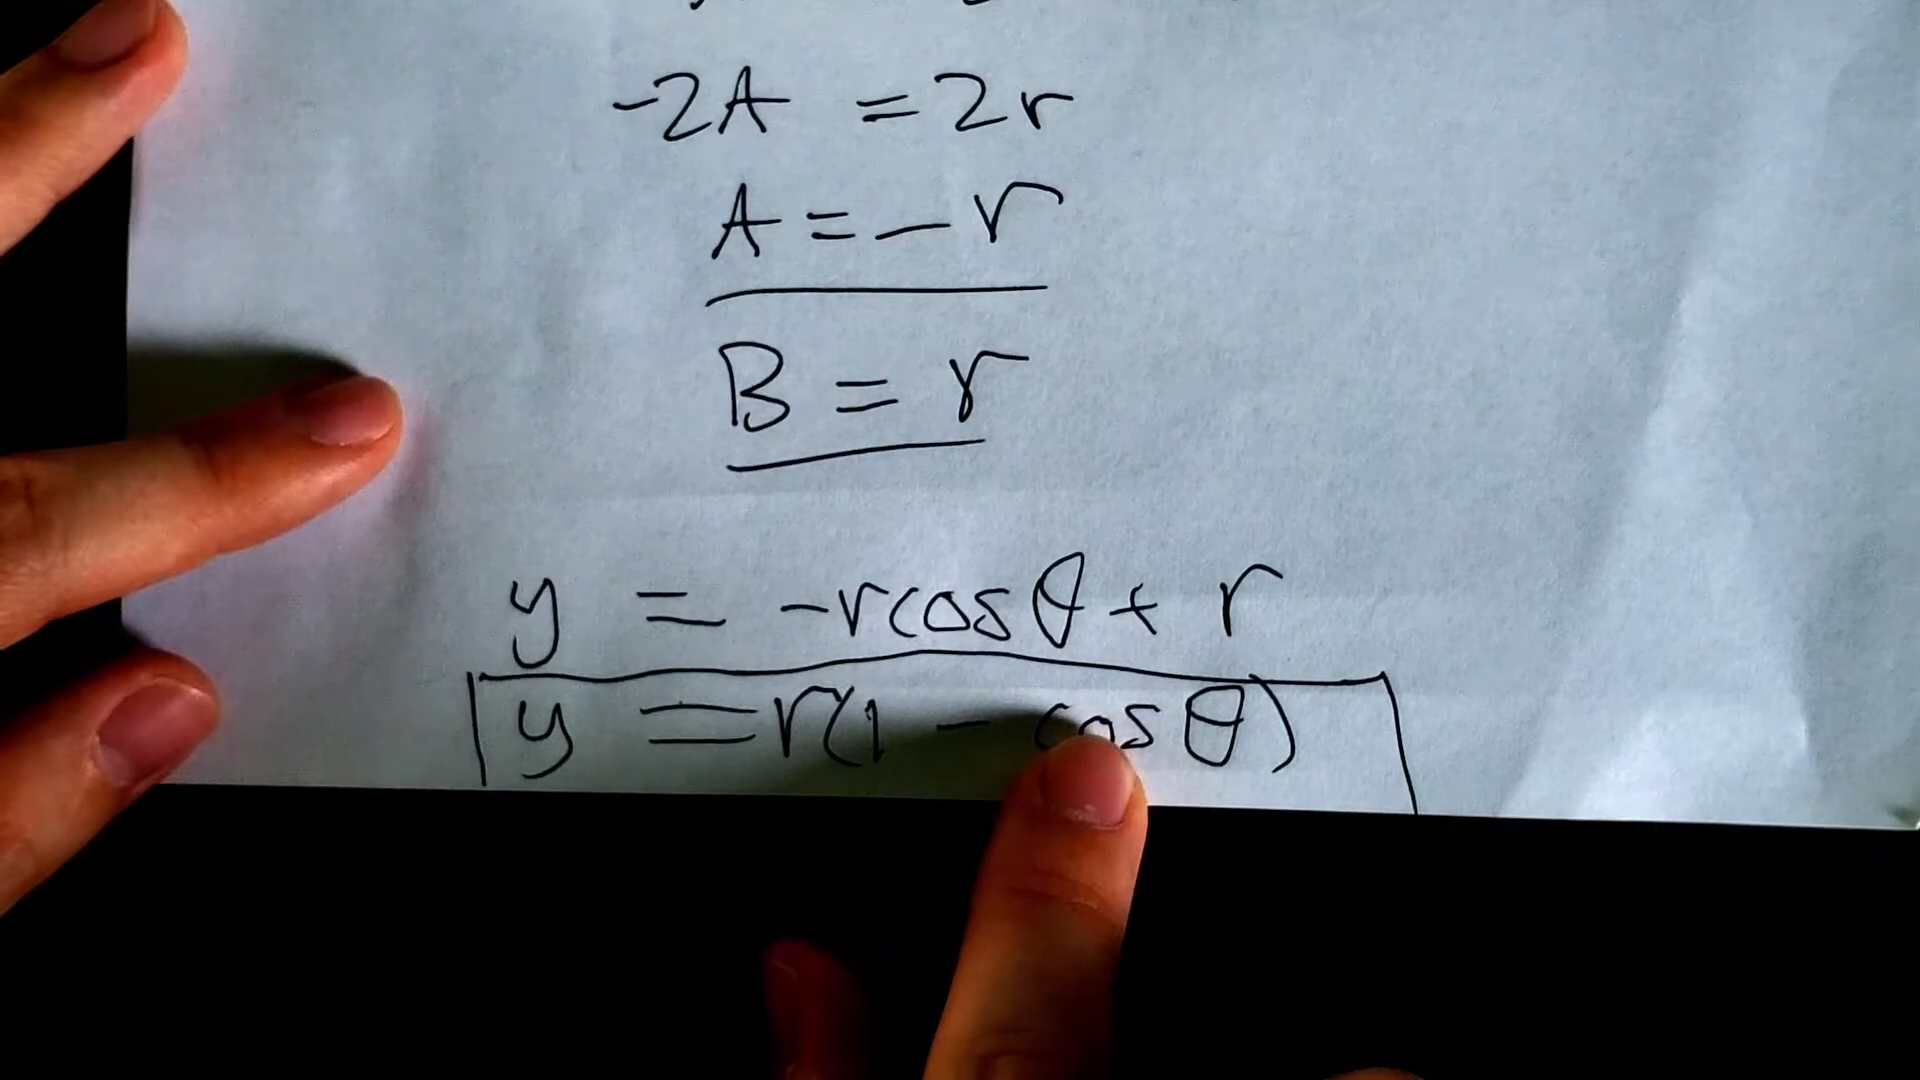 -2A = 2r
A = -r
B = r
y = -rcosθ + r
y = r(1 - cosθ)